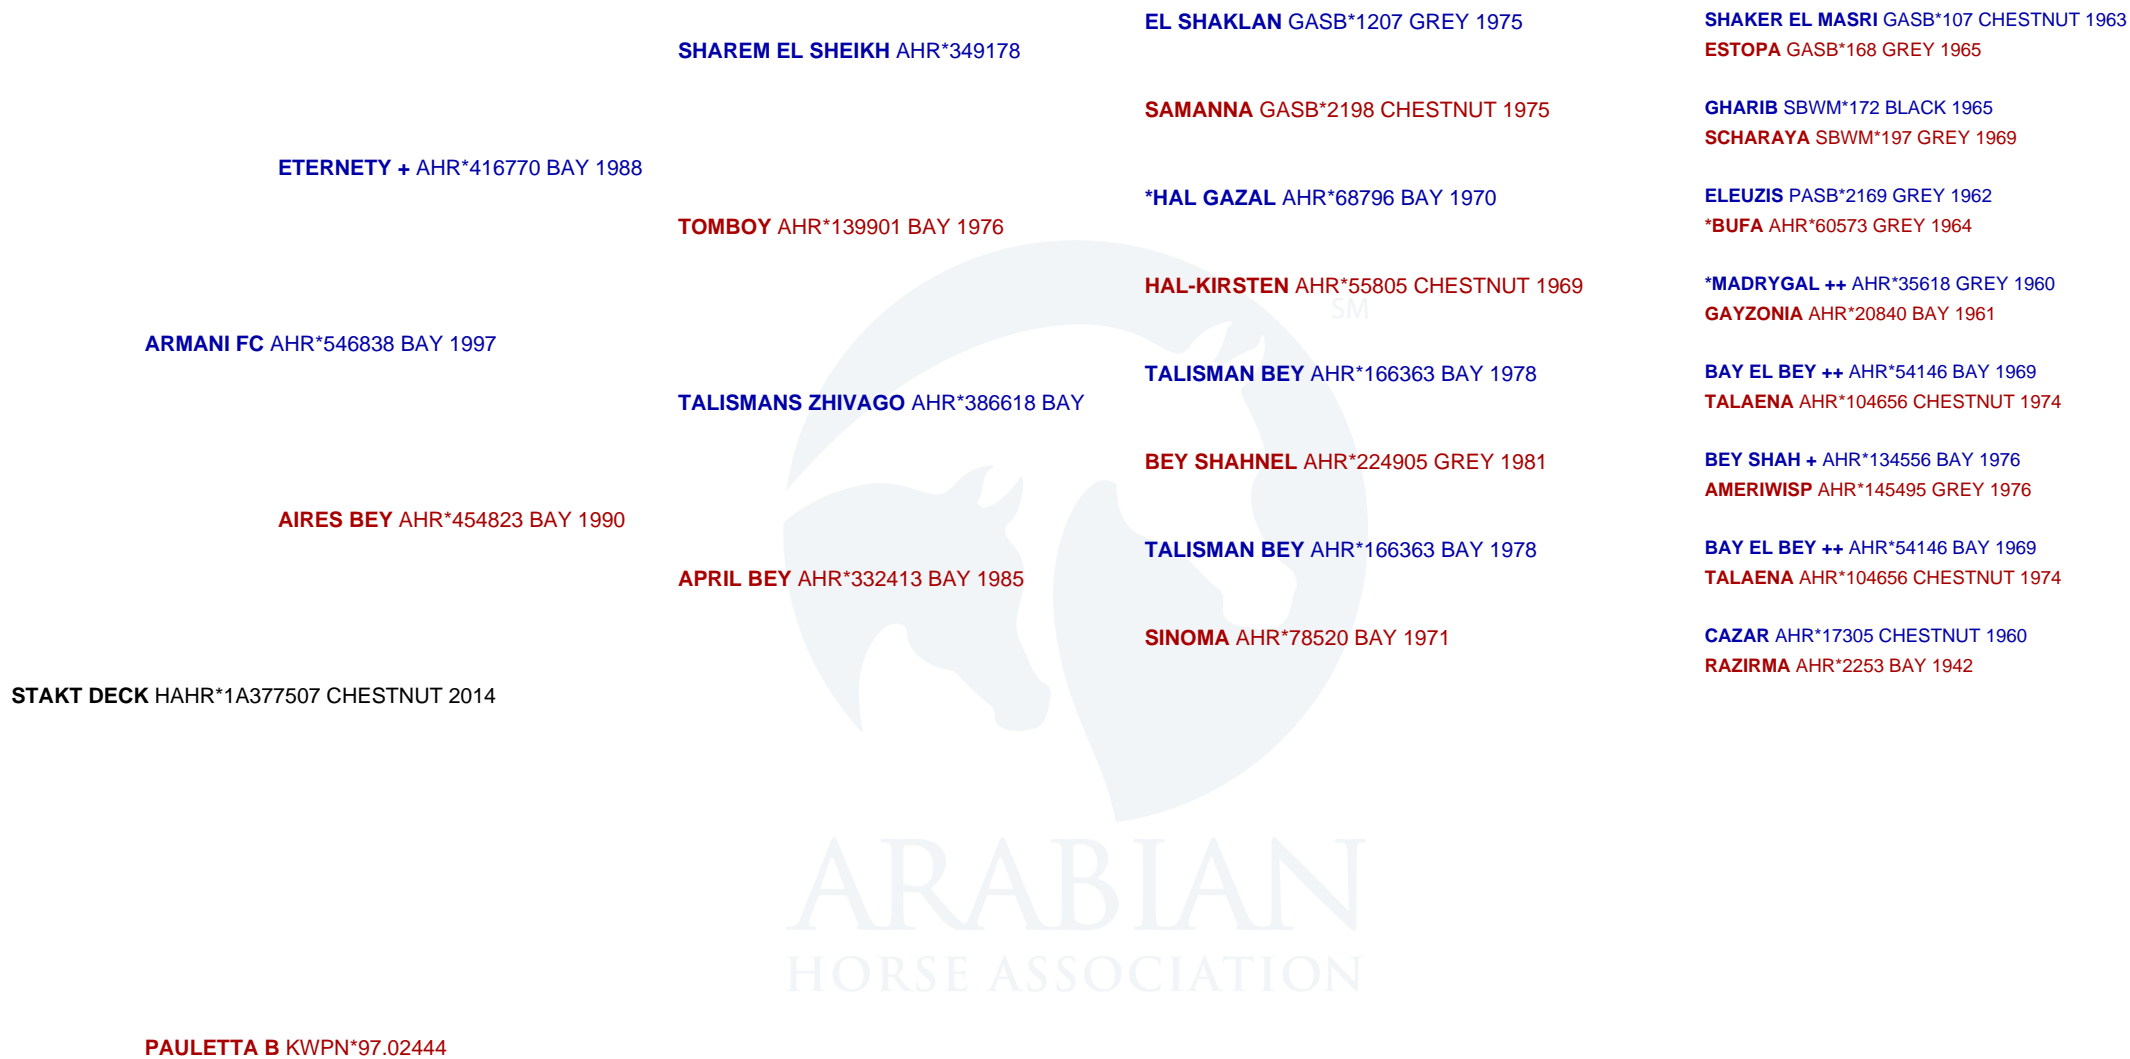 EL SHAKLAN GASB*1207 GREY 1975
SHAKER EL MASRI GASB*107 CHESTNUT 1963
SHAREM EL SHEIKH AHR*349178
ESTOPA GASB*168 GREY 1965
SAMANNA GASB*2198 CHESTNUT 1975
GHARIB SBWM*172 BLACK 1965
SCHARAYA SBWM*197 GREY 1969
ETERNETY + AHR*416770 BAY 1988
*HAL GAZAL AHR*68796 BAY 1970
ELEUZIS PASB*2169 GREY 1962
TOMBOY AHR*139901 BAY 1976
*BUFA AHR*60573 GREY 1964
HAL-KIRSTEN AHR*55805 CHESTNUT 1969
*MADRYGAL ++ AHR*35618 GREY 1960
SM
GAYZONIA AHR*20840 BAY 1961
ARMANI FC AHR*546838 BAY 1997
TALISMAN BEY AHR*166363 BAY 1978
BAY EL BEY ++ AHR*54146 BAY 1969
TALISMANS ZHIVAGO AHR*386618 BAY
TALAENA AHR*104656 CHESTNUT 1974
BEY SHAHNEL AHR*224905 GREY 1981
BEY SHAH + AHR*134556 BAY 1976
AMERIWISP AHR*145495 GREY 1976
AIRES BEY AHR*454823 BAY 1990
TALISMAN BEY AHR*166363 BAY 1978
BAY EL BEY ++ AHR*54146 BAY 1969
APRIL BEY AHR*332413 BAY 1985
TALAENA AHR*104656 CHESTNUT 1974
SINOMA AHR*78520 BAY 1971
CAZAR AHR*17305 CHESTNUT 1960
RAZIRMA AHR*2253 BAY 1942
STAKT DECK HAHR*1A377507 CHESTNUT 2014
ARABIAN
HORSE ASSOCIATION
PAULETTA B KWPN*97.02444